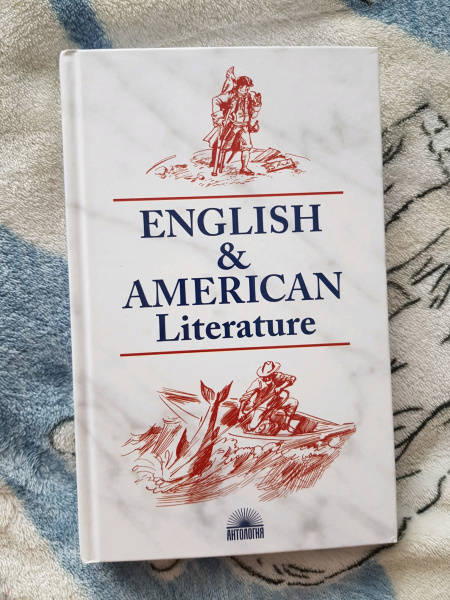 ENGLISH
&
AMERICAN
Literature
АНТОЛОГИЯ